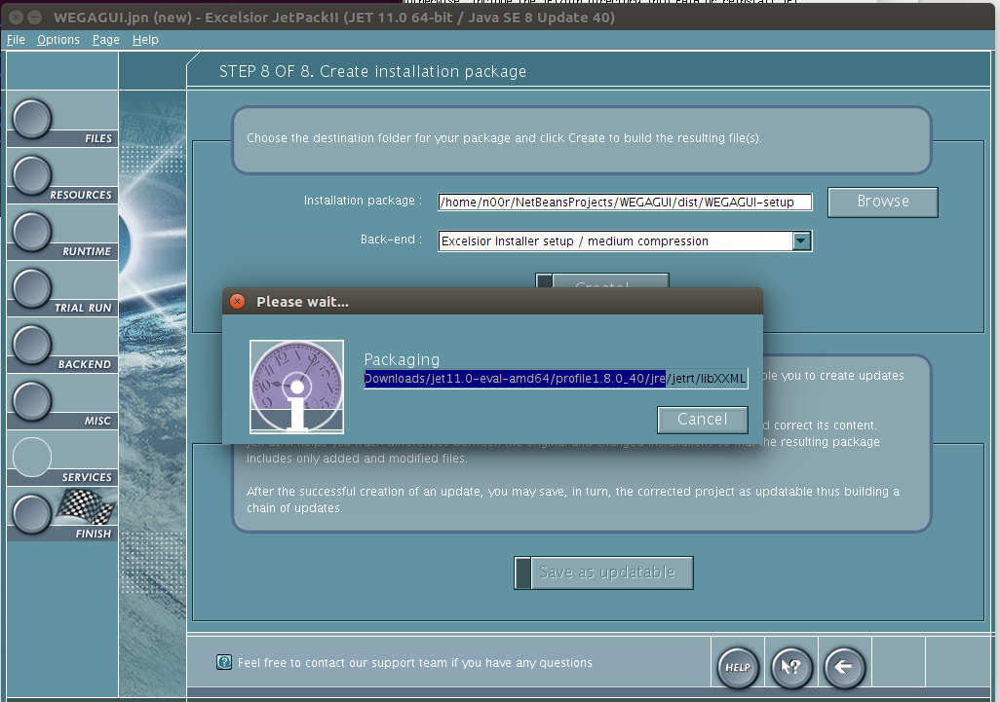 WEGAGUI.jpn (new) - Excelsior JetPackII (JET 11.0 64-bit / Java SE 8 Update 40)
File Options Page Help
STEP 8 OF 8. Create installation package
FILES
RESOURCES
RUNTIME
TRIAL RUN
BACKEND
MISC
SERVICES
FINISH
Choose the destination folder for your package and click Create to build the resulting file(s).
Installation package :
/home/n00r/NetBeansProjects/WEGAGUI/dist/WEGAGUI-setup
Browse
Back-end :
Excelsior Installer setup / medium compression
Please wait...
Packaging
Downloads/jet11.0-eval-amd64/profile1.8.0_40/jre/jetrt/libXXML
Cancel
you to create updates
correct its content.
the resulting package
includes only added and modified files.
After the successful creation of an update, you may save, in turn, the corrected project as updatable thus building a
chain of updates.
Save as updatable
Feel free to contact our support team if you have any questions
HELP
?